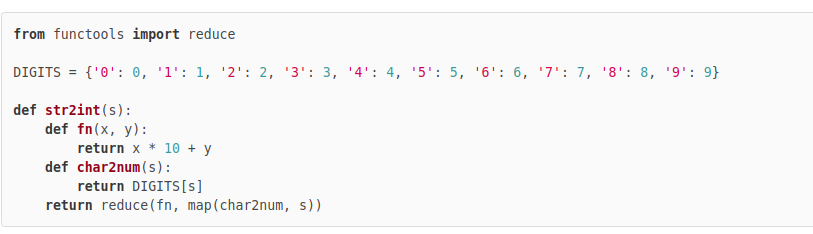 from functools import reduce
DIGITS = {'0': 0, '1': 1, '2': 2, '3': 3, '4': 4, '5': 5, '6': 6, '7': 7, '8': 8, '9': 9}
def str2int(s):
    def fn(x, y):
        return x * 10 + y
    def char2num(s):
        return DIGITS[s]
    return reduce(fn, map(char2num, s))